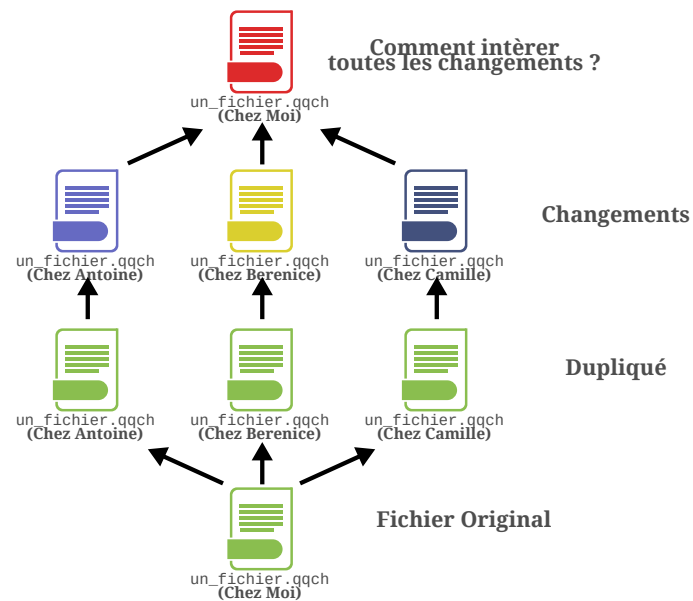 Comment intèrer
toutes les changements ?
un_fichier.qqch
(Chez Moi)
Changements
un_fichier.qqch
(Chez Antoine)
un_fichier.qqch
(Chez Berenice)
un_fichier.qqch
(Chez Camille)
Dupliqué
un_fichier.qqch
(Chez Antoine)
un_fichier.qqch
(Chez Berenice)
un_fichier.qqch
(Chez Camille)
Fichier Original
un_fichier.qqch
(Chez Moi)